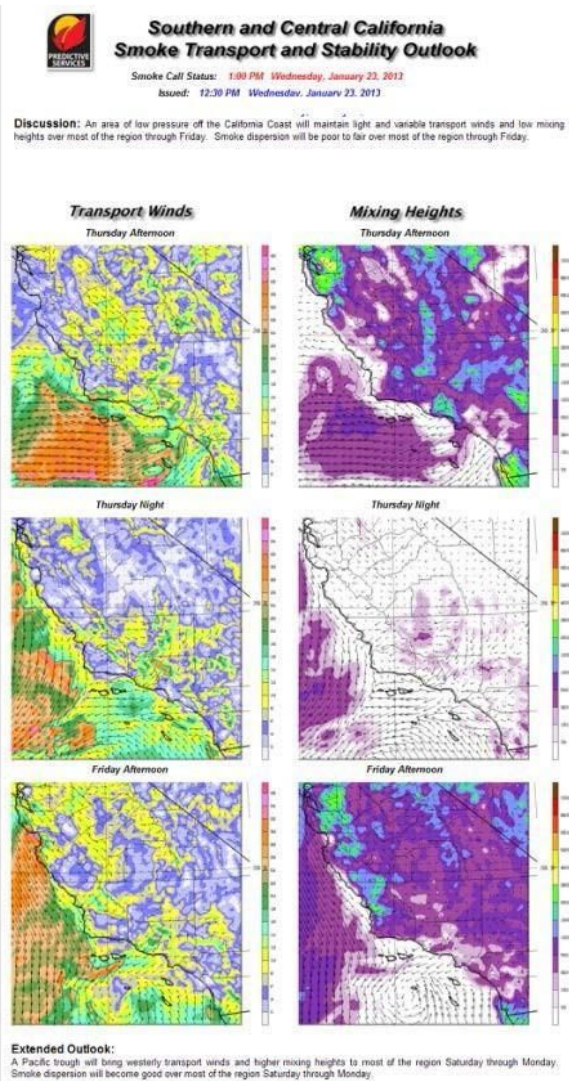 PREDICTIVE
SERVICES
Southern and Central California
Smoke Transport and Stability Outlook
Smoke Call Status: 1:00 PM Wednesday, January 23, 2013
Issued: 12:30 PM Wednesday, January 23, 2013
Discussion: An area of low pressure off the California Coast will maintain light and variable transport winds and low mixing
heights over most of the region through Friday. Smoke dispersion will be poor to fair over most of the region through Friday.
Transport Winds
Mixing Heights
Thursday Afternoon
Thursday Afternoon
Thursday Night
Thursday Night
Friday Afternoon
Friday Afternoon
Extended Outlook:
A Pacific trough will bring westerly transport winds and higher mixing heights to most of the region Saturday through Monday.
Smoke dispersion will become good over most of the region Saturday through Monday.